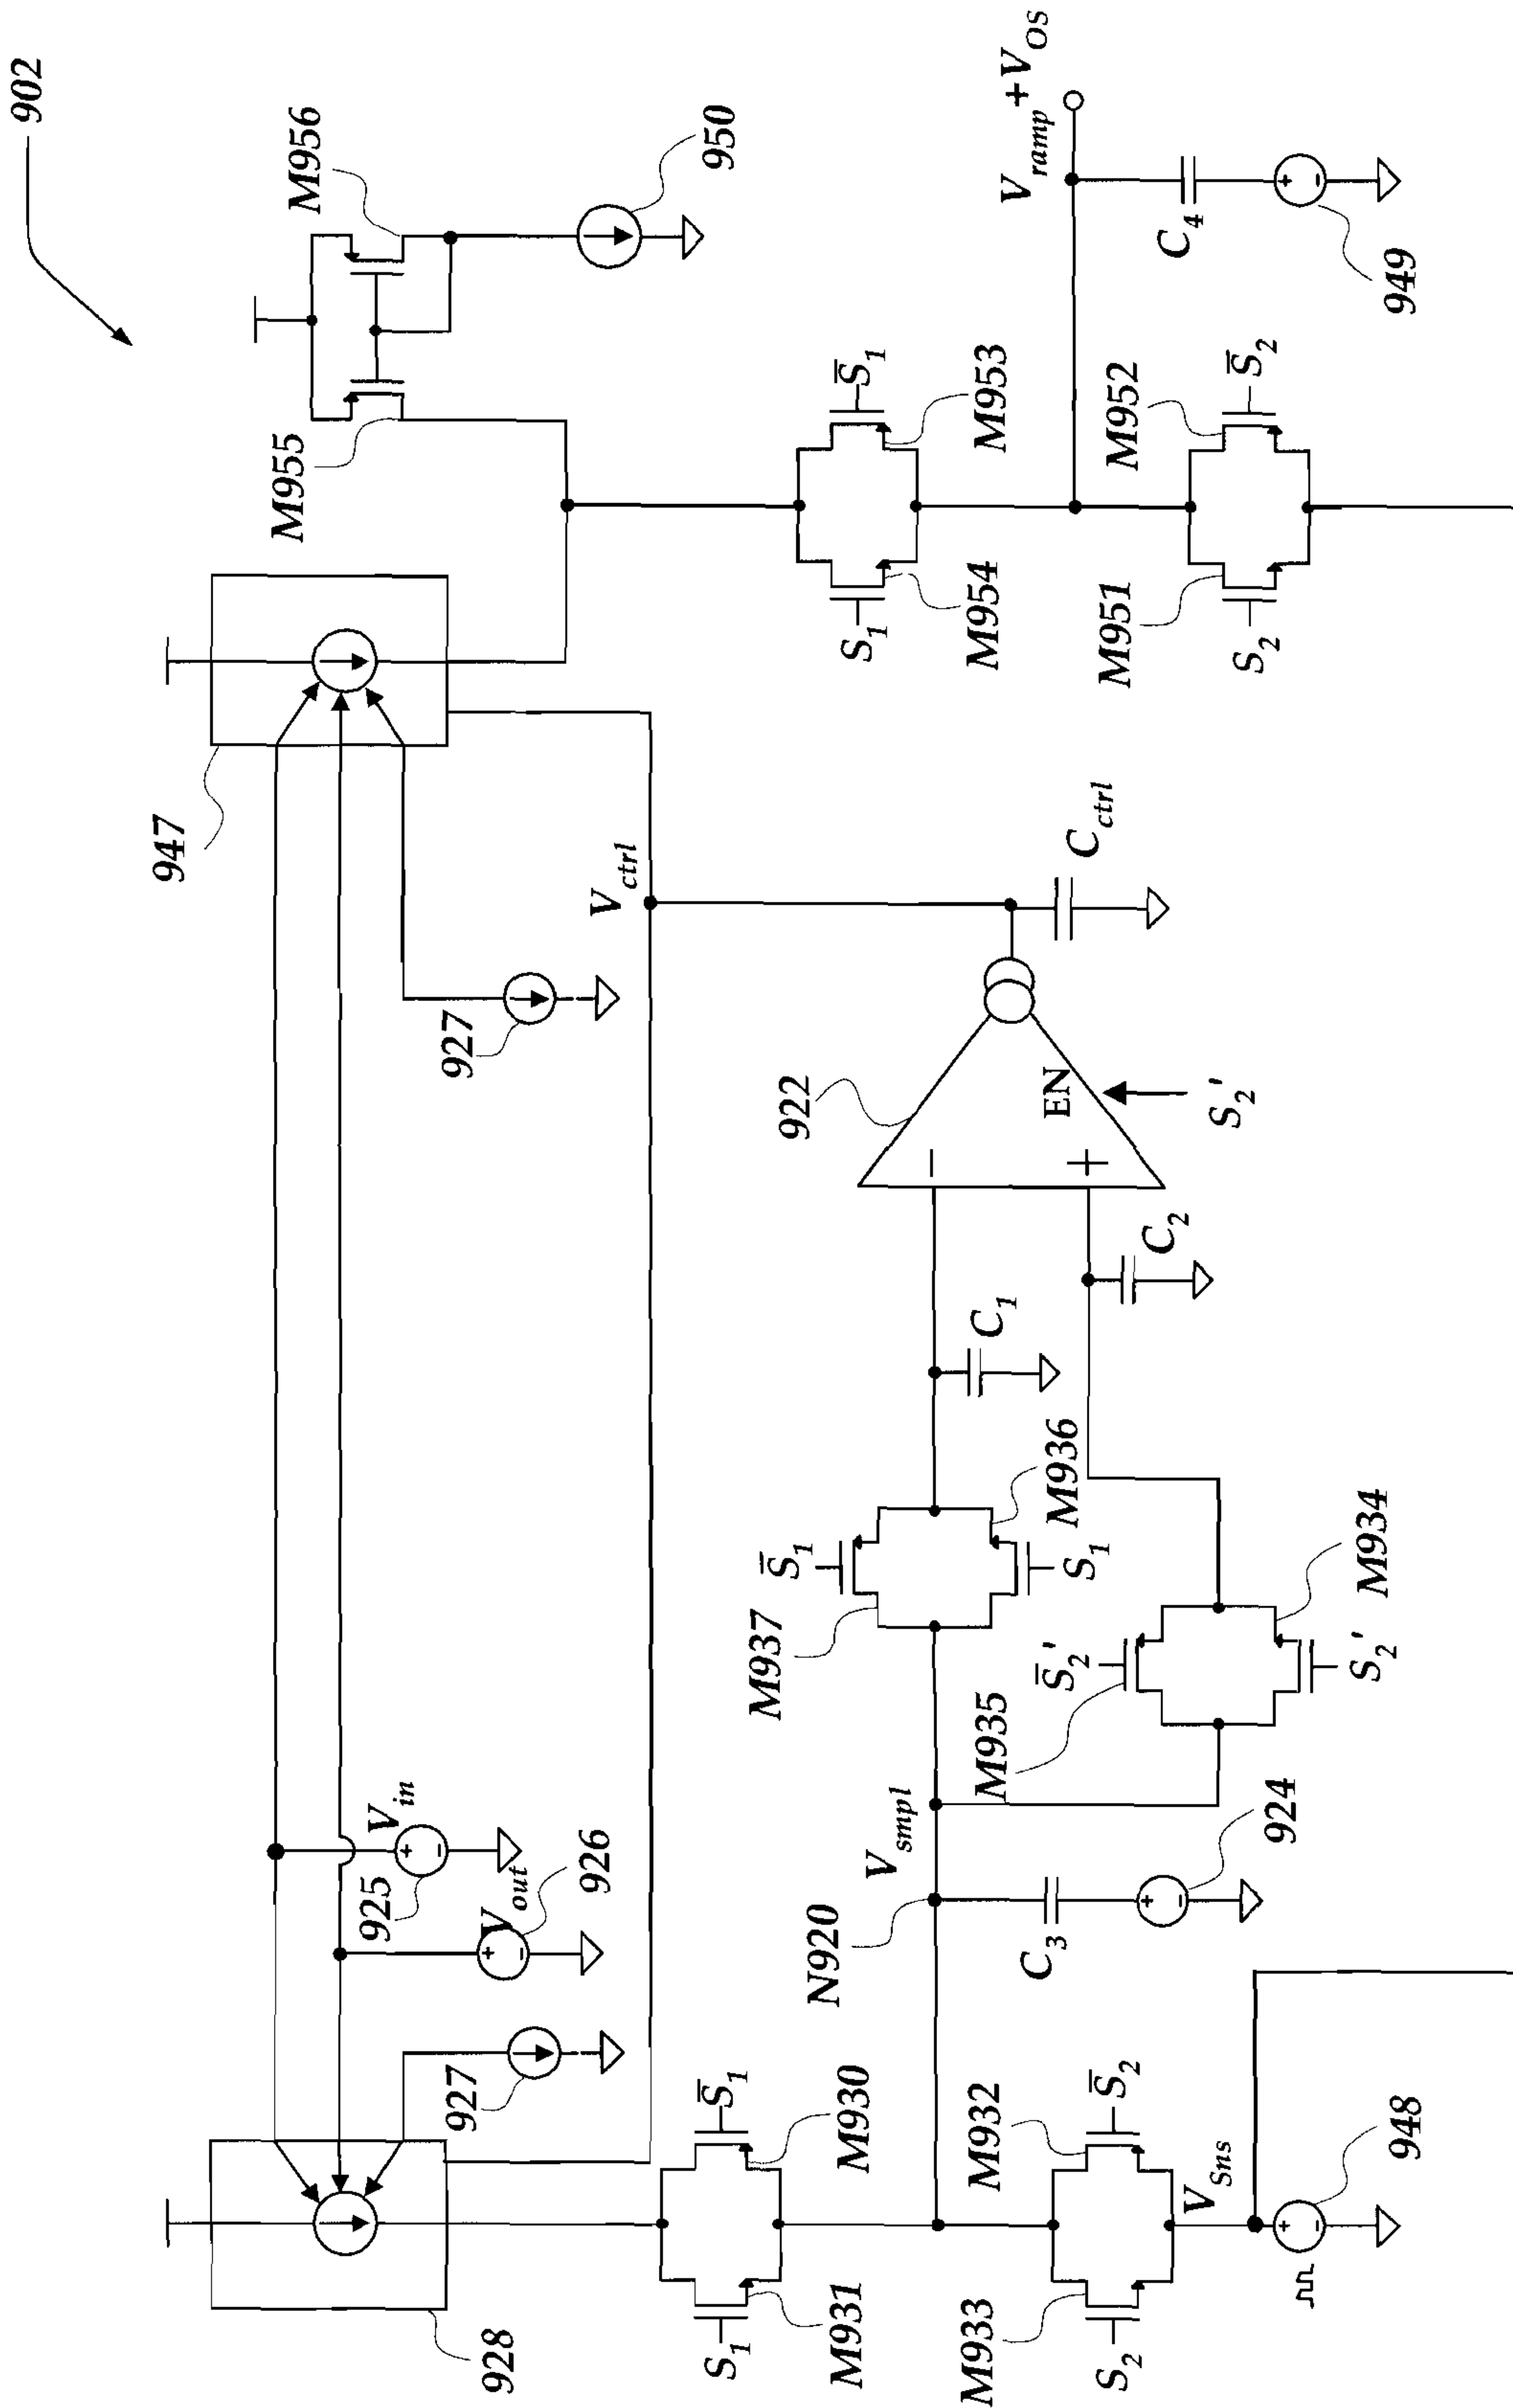 902
M956
950
M955
947
927
V_ctrl
S_1
S̄_1
M954
M953
V_ramp+V_OS
C_4
949
M951
M952
S_2
S̄_2
922
−
+
EN
S_2'
C_ctrl
C_1
C_2
M937
S̄_1
S_1
M936
M935
S̄_2'
S_2'
M934
V_smpl
N920
C_3
924
V_in
925
V_out
926
927
928
S_1
S̄_1
M931
M930
M933
M932
S_2
S̄_2
V_Sns
948